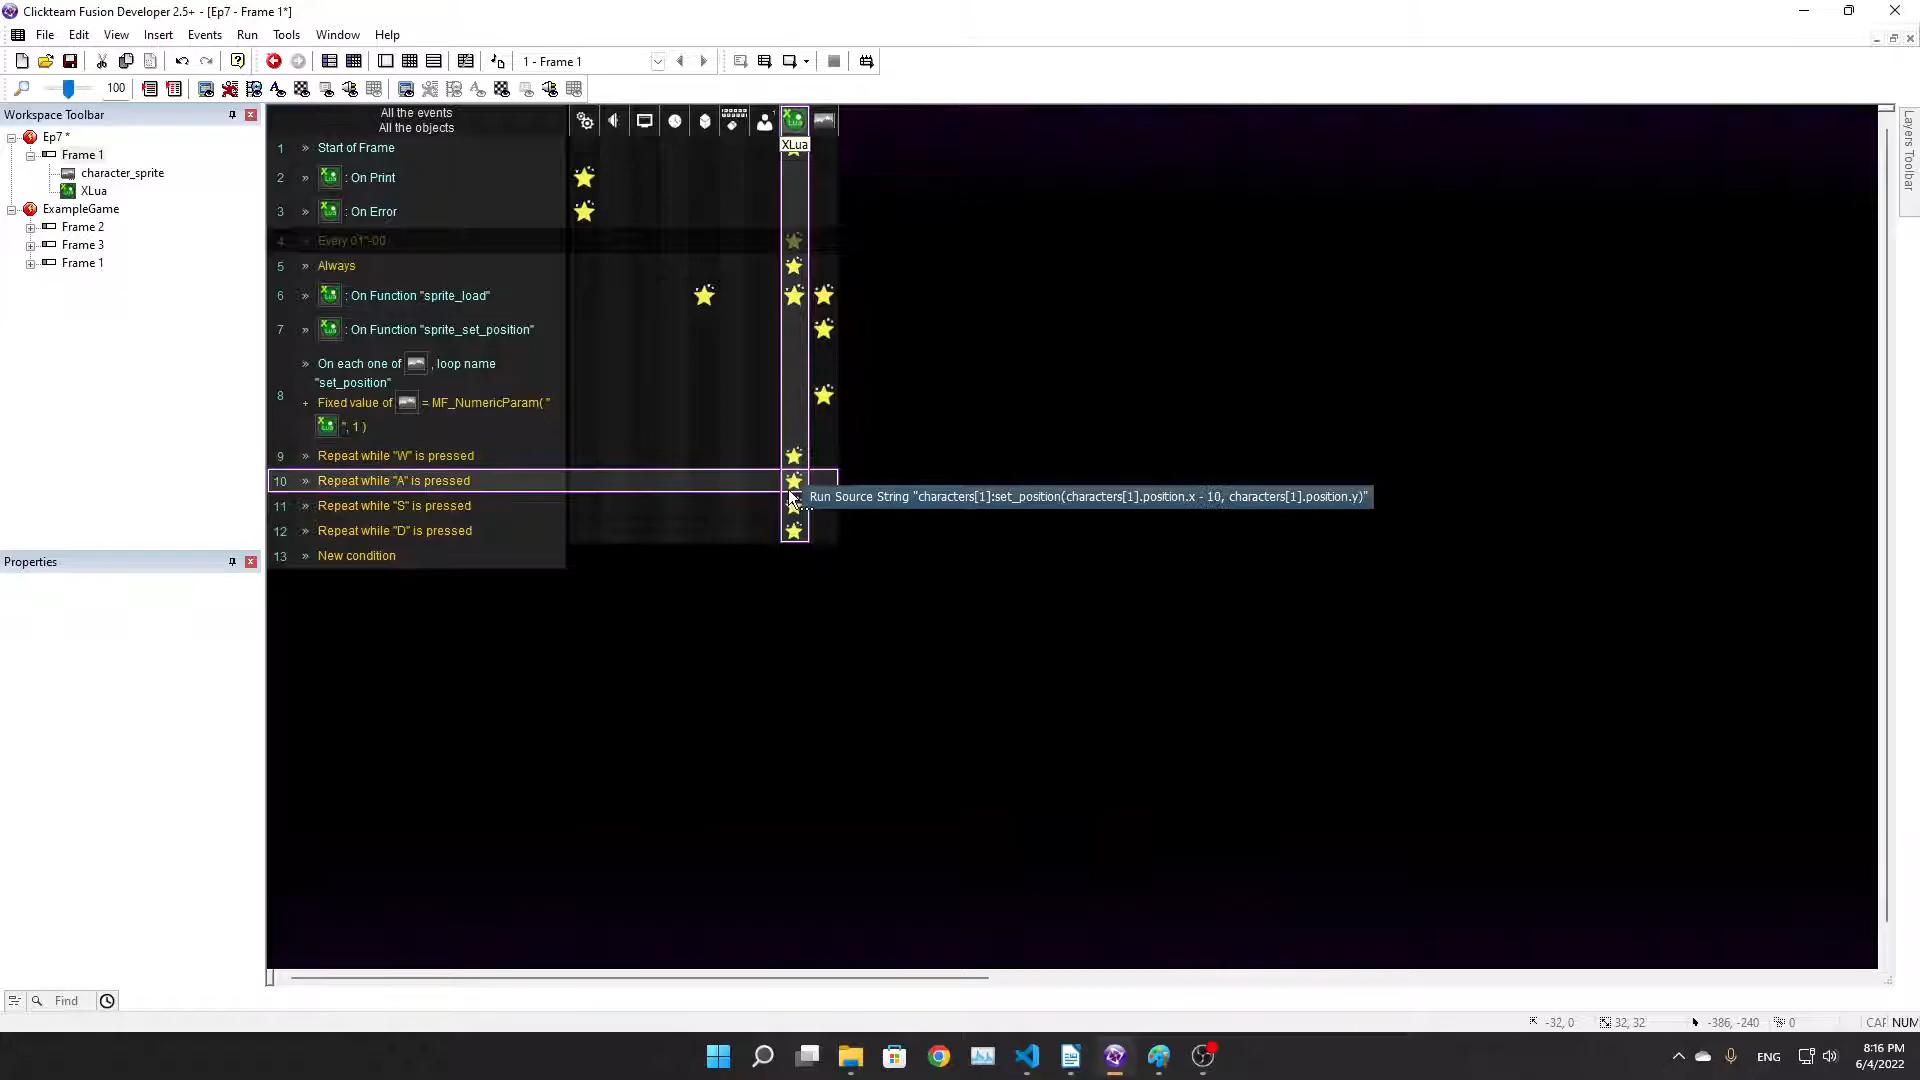 Clickteam Fusion Developer 2.5+ - [Ep7 - Frame 1*]
File Edit View Insert Events Run Tools Window Help
1 - Frame 1
100
Workspace Toolbar
Ep7 *
Frame 1
character_sprite
XLua
ExampleGame
Frame 2
Frame 3
Frame 1
Properties
All the events
All the objects
XLua
1 » Start of Frame
2 » : On Print
3 » : On Error
4 Every 01"-00
5 » Always
6 » : On Function "sprite_load"
7 » : On Function "sprite_set_position"
8 » On each one of , loop name
"set_position"
+ Fixed value of = MF_NumericParam( "
", 1 )
9 » Repeat while "W" is pressed
10 » Repeat while "A" is pressed
Run Source String "characters[1]:set_position(characters[1].position.x - 10, characters[1].position.y)"
11 » Repeat while "S" is pressed
12 » Repeat while "D" is pressed
13 » New condition
Layers Toolbar
Find
-32, 0 32, 32 -386, -240 0 CAF NUM
ENG
8:16 PM
6/4/2022